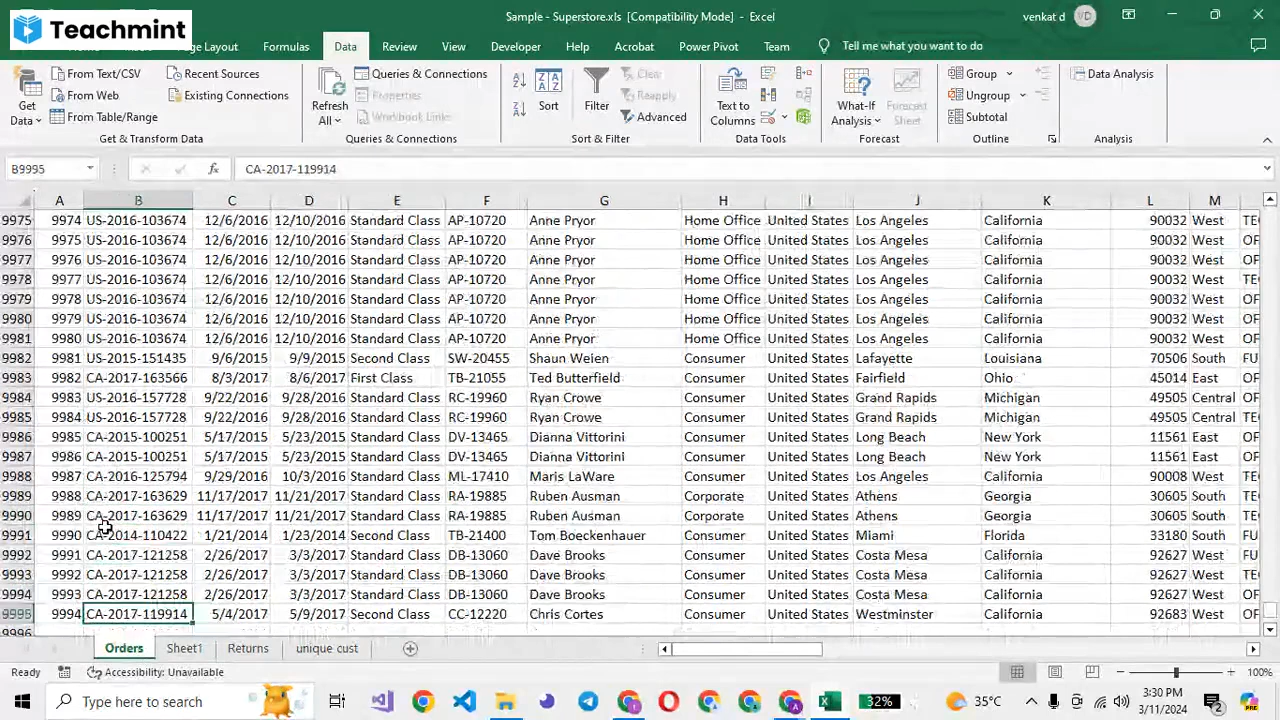 Teachmint
Sample - Superstore.xls [Compatibility Mode] - Excel
venkat d
Page Layout Formulas Data Review View Developer Help Acrobat Power Pivot Team Tell me what you want to do
From Text/CSV Recent Sources
From Web Existing Connections
From Table/Range
Get Data
Get & Transform Data
Refresh All
Queries & Connections
Properties
Workbook Links
Queries & Connections
Sort Filter
Clear
Reapply
Advanced
Sort & Filter
Text to Columns
Data Tools
What-If Analysis Forecast Sheet
Forecast
Group
Ungroup
Subtotal
Outline
Data Analysis
Analysis
B9995 fx CA-2017-119914
A B C D E F G H I J K L M
9975 9974 US-2016-103674 12/6/2016 12/10/2016 Standard Class AP-10720 Anne Pryor Home Office United States Los Angeles California 90032 West TE
9976 9975 US-2016-103674 12/6/2016 12/10/2016 Standard Class AP-10720 Anne Pryor Home Office United States Los Angeles California 90032 West OF
9977 9976 US-2016-103674 12/6/2016 12/10/2016 Standard Class AP-10720 Anne Pryor Home Office United States Los Angeles California 90032 West OF
9978 9977 US-2016-103674 12/6/2016 12/10/2016 Standard Class AP-10720 Anne Pryor Home Office United States Los Angeles California 90032 West TE
9979 9978 US-2016-103674 12/6/2016 12/10/2016 Standard Class AP-10720 Anne Pryor Home Office United States Los Angeles California 90032 West OF
9980 9979 US-2016-103674 12/6/2016 12/10/2016 Standard Class AP-10720 Anne Pryor Home Office United States Los Angeles California 90032 West OF
9981 9980 US-2016-103674 12/6/2016 12/10/2016 Standard Class AP-10720 Anne Pryor Home Office United States Los Angeles California 90032 West OF
9982 9981 US-2015-151435 9/6/2015 9/9/2015 Second Class SW-20455 Shaun Weien Consumer United States Lafayette Louisiana 70506 South FU
9983 9982 CA-2017-163566 8/3/2017 8/6/2017 First Class TB-21055 Ted Butterfield Consumer United States Fairfield Ohio 45014 East OF
9984 9983 US-2016-157728 9/22/2016 9/28/2016 Standard Class RC-19960 Ryan Crowe Consumer United States Grand Rapids Michigan 49505 Central OF
9985 9984 US-2016-157728 9/22/2016 9/28/2016 Standard Class RC-19960 Ryan Crowe Consumer United States Grand Rapids Michigan 49505 Central TE
9986 9985 CA-2015-100251 5/17/2015 5/23/2015 Standard Class DV-13465 Dianna Vittorini Consumer United States Long Beach New York 11561 East OF
9987 9986 CA-2015-100251 5/17/2015 5/23/2015 Standard Class DV-13465 Dianna Vittorini Consumer United States Long Beach New York 11561 East OF
9988 9987 CA-2016-125794 9/29/2016 10/3/2016 Standard Class ML-17410 Maris LaWare Consumer United States Los Angeles California 90008 West TE
9989 9988 CA-2017-163629 11/17/2017 11/21/2017 Standard Class RA-19885 Ruben Ausman Corporate United States Athens Georgia 30605 South TE
9990 9989 CA-2017-163629 11/17/2017 11/21/2017 Standard Class RA-19885 Ruben Ausman Corporate United States Athens Georgia 30605 South TE
9991 9990 CA-2014-110422 1/21/2014 1/23/2014 Second Class TB-21400 Tom Boeckenhauer Consumer United States Miami Florida 33180 South FU
9992 9991 CA-2017-121258 2/26/2017 3/3/2017 Standard Class DB-13060 Dave Brooks Consumer United States Costa Mesa California 92627 West FU
9993 9992 CA-2017-121258 2/26/2017 3/3/2017 Standard Class DB-13060 Dave Brooks Consumer United States Costa Mesa California 92627 West TE
9994 9993 CA-2017-121258 2/26/2017 3/3/2017 Standard Class DB-13060 Dave Brooks Consumer United States Costa Mesa California 92627 West OF
9995 9994 CA-2017-119914 5/4/2017 5/9/2017 Second Class CC-12220 Chris Cortes Consumer United States Westminster California 92683 West OF
9996
Orders Sheet1 Returns unique cust
Ready Accessibility: Unavailable 100%
Type here to search 32% 35°C 3:30 PM
3/11/2024 2